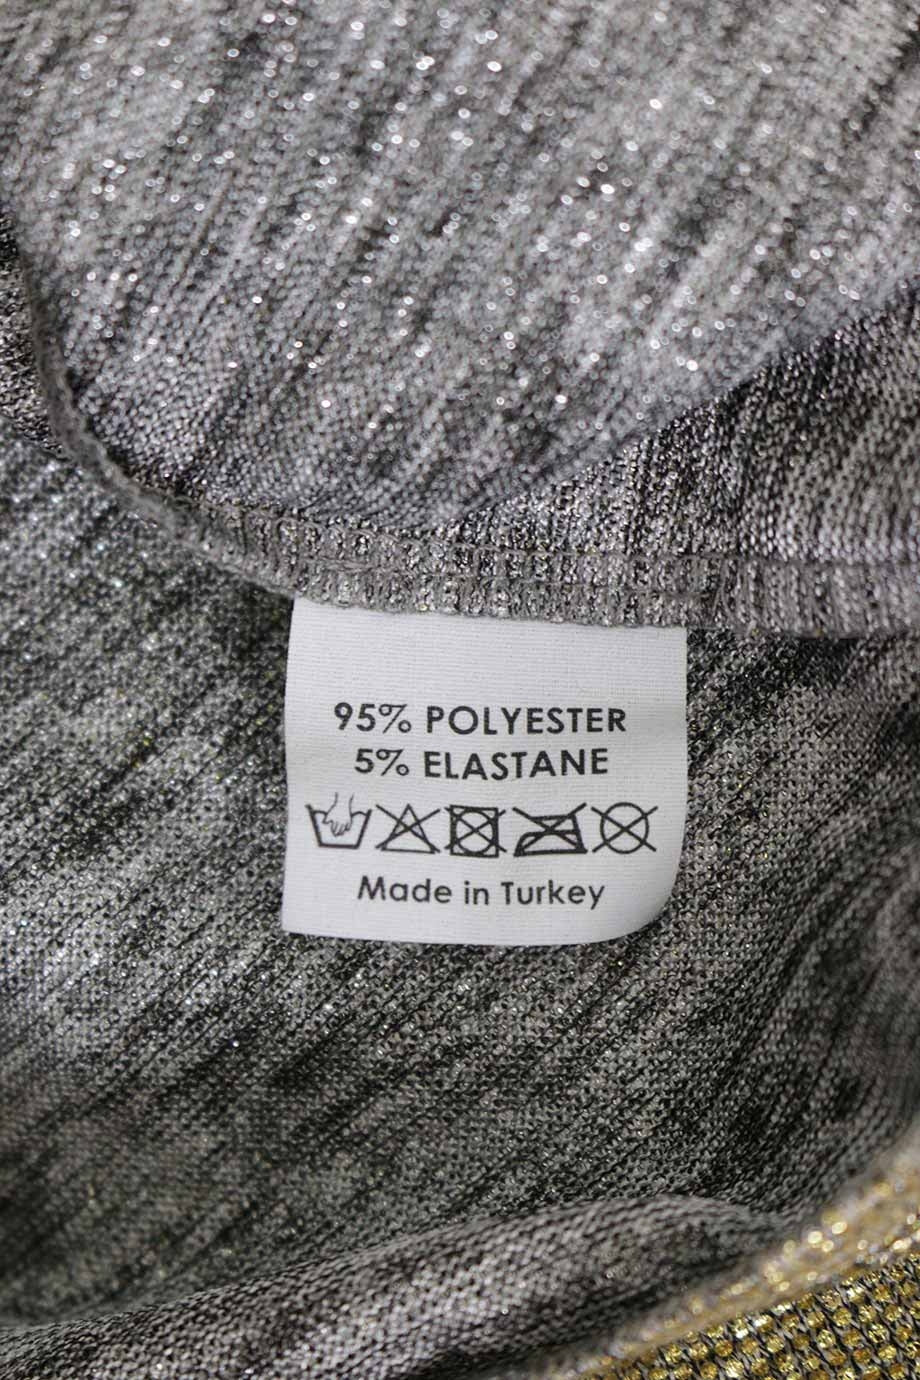 95% POLYESTER
5% ELASTANE
Made in Turkey